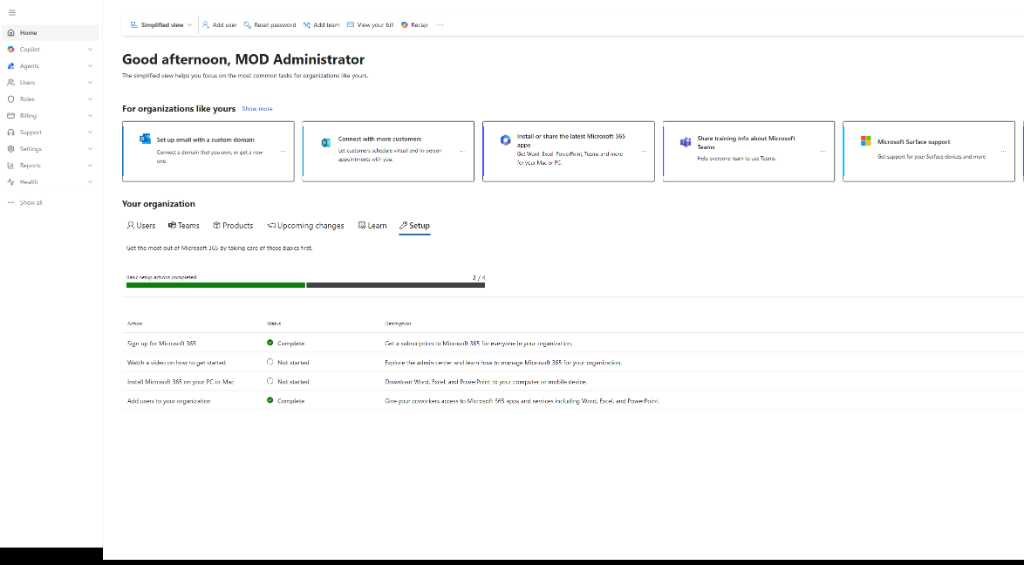 Simplified view
Add user
Reset password
Add team
View your bill
Recap
Home
Copilot
Agents
Users
Roles
Billing
Support
Settings
Reports
Health
Show all
Good afternoon, MOD Administrator
The simplified view helps you focus on the most common tasks for organizations like yours.
For organizations like yours Show more
Set up email with a custom domain
Connect a domain that you own, or get a new
one.
Connect with more customers
Let customers schedule virtual and in-person
appointments with you.
Install or share the latest Microsoft 365
apps
Get Word, Excel, PowerPoint, Teams and more
for your Mac or PC.
Share training info about Microsoft
Teams
Help everyone learn to use Teams
Microsoft Surface support
Get support for your Surface devices and more
Your organization
Users
Teams
Products
Upcoming changes
Learn
Setup
Get the most out of Microsoft 365 by taking care of these basics first.
Basic setup actions completed 2 / 4
Action Status Description
Sign up for Microsoft 365 Complete Get a subscription to Microsoft 365 for everyone in your organization.
Watch a video on how to get started Not started Explore the admin center and learn how to manage Microsoft 365 for your organization.
Install Microsoft 365 on your PC or Mac Not started Download Word, Excel, and PowerPoint to your computer or mobile device.
Add users to your organization Complete Give your coworkers access to Microsoft 365 apps and services including Word, Excel, and PowerPoint.